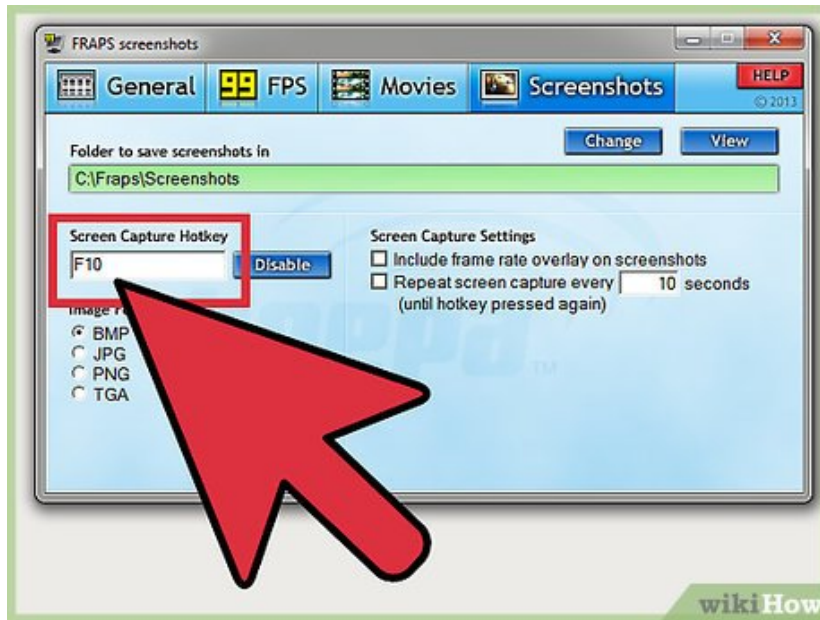 FRAPS screenshots
General
99 FPS
Movies
Screenshots
HELP
© 2013
Folder to save screenshots in
Change
View
C:\Fraps\Screenshots
Screen Capture Hotkey
F10
Disable
BMP
JPG
PNG
TGA
Screen Capture Settings
Include frame rate overlay on screenshots
Repeat screen capture every 10 seconds
(until hotkey pressed again)
wikiHow